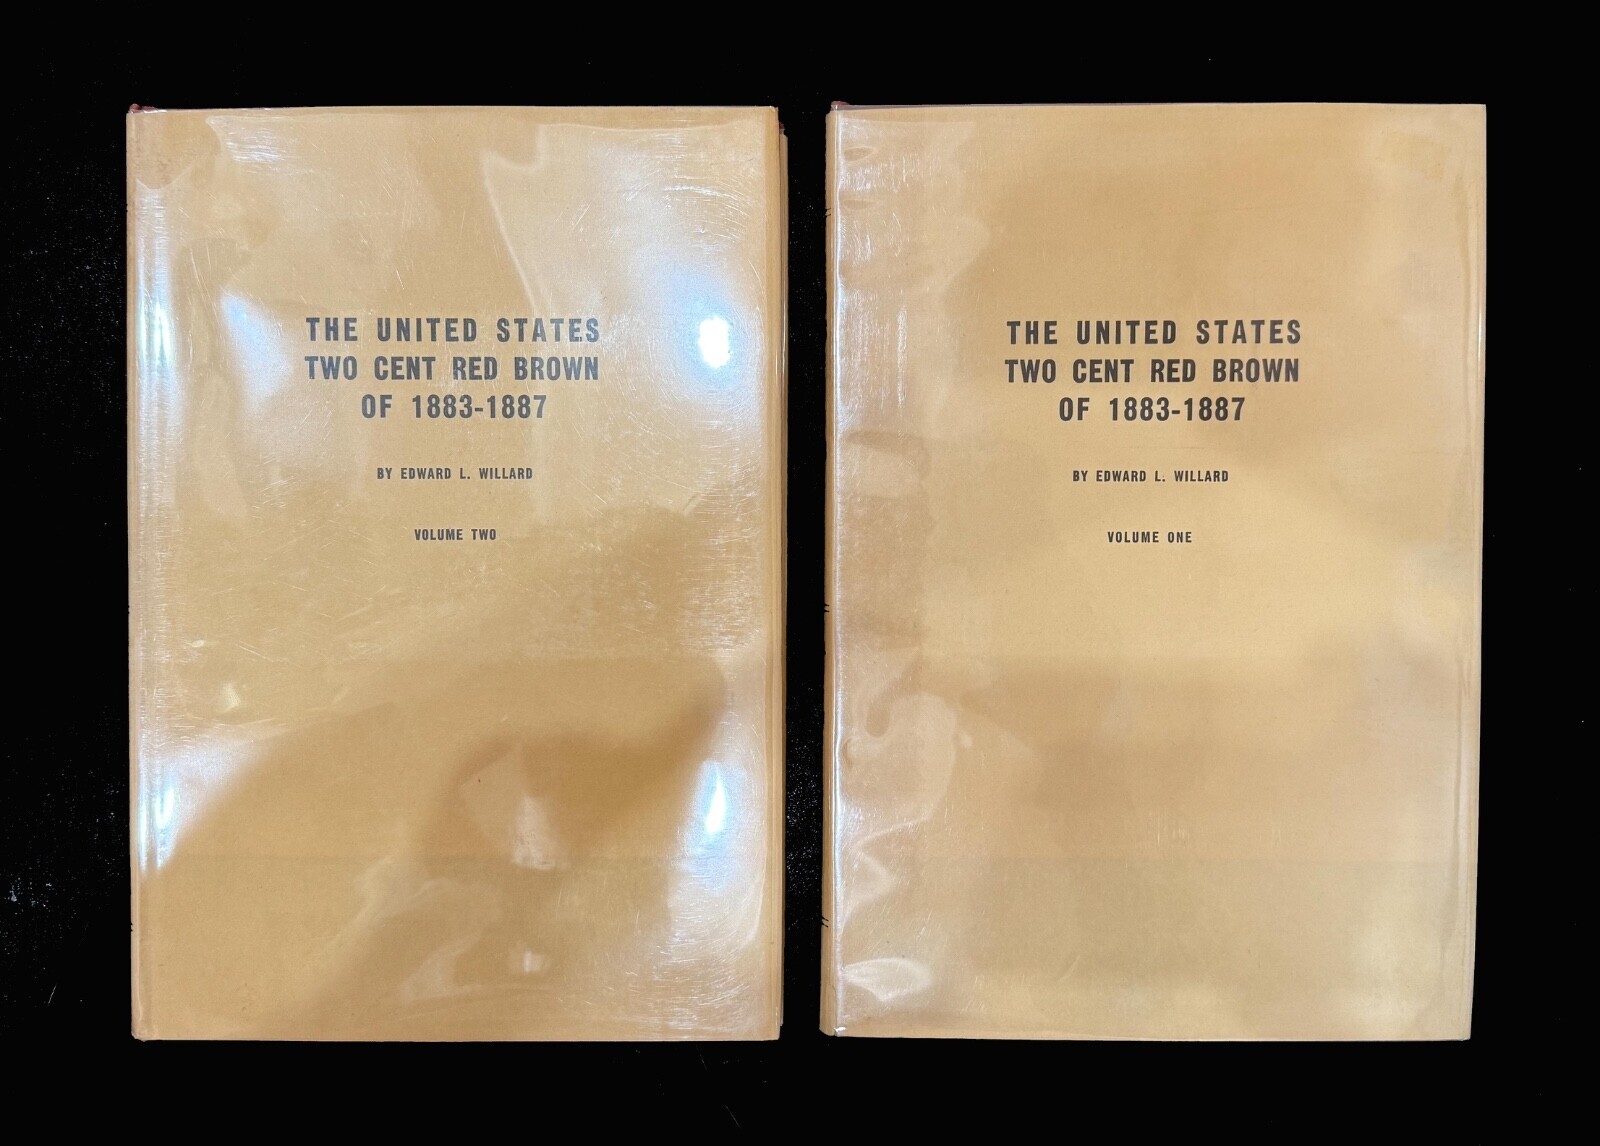 THE UNITED STATES
TWO CENT RED BROWN
OF 1883-1887
BY EDWARD L. WILLARD
VOLUME TWO
THE UNITED STATES
TWO CENT RED BROWN
OF 1883-1887
BY EDWARD L. WILLARD
VOLUME ONE